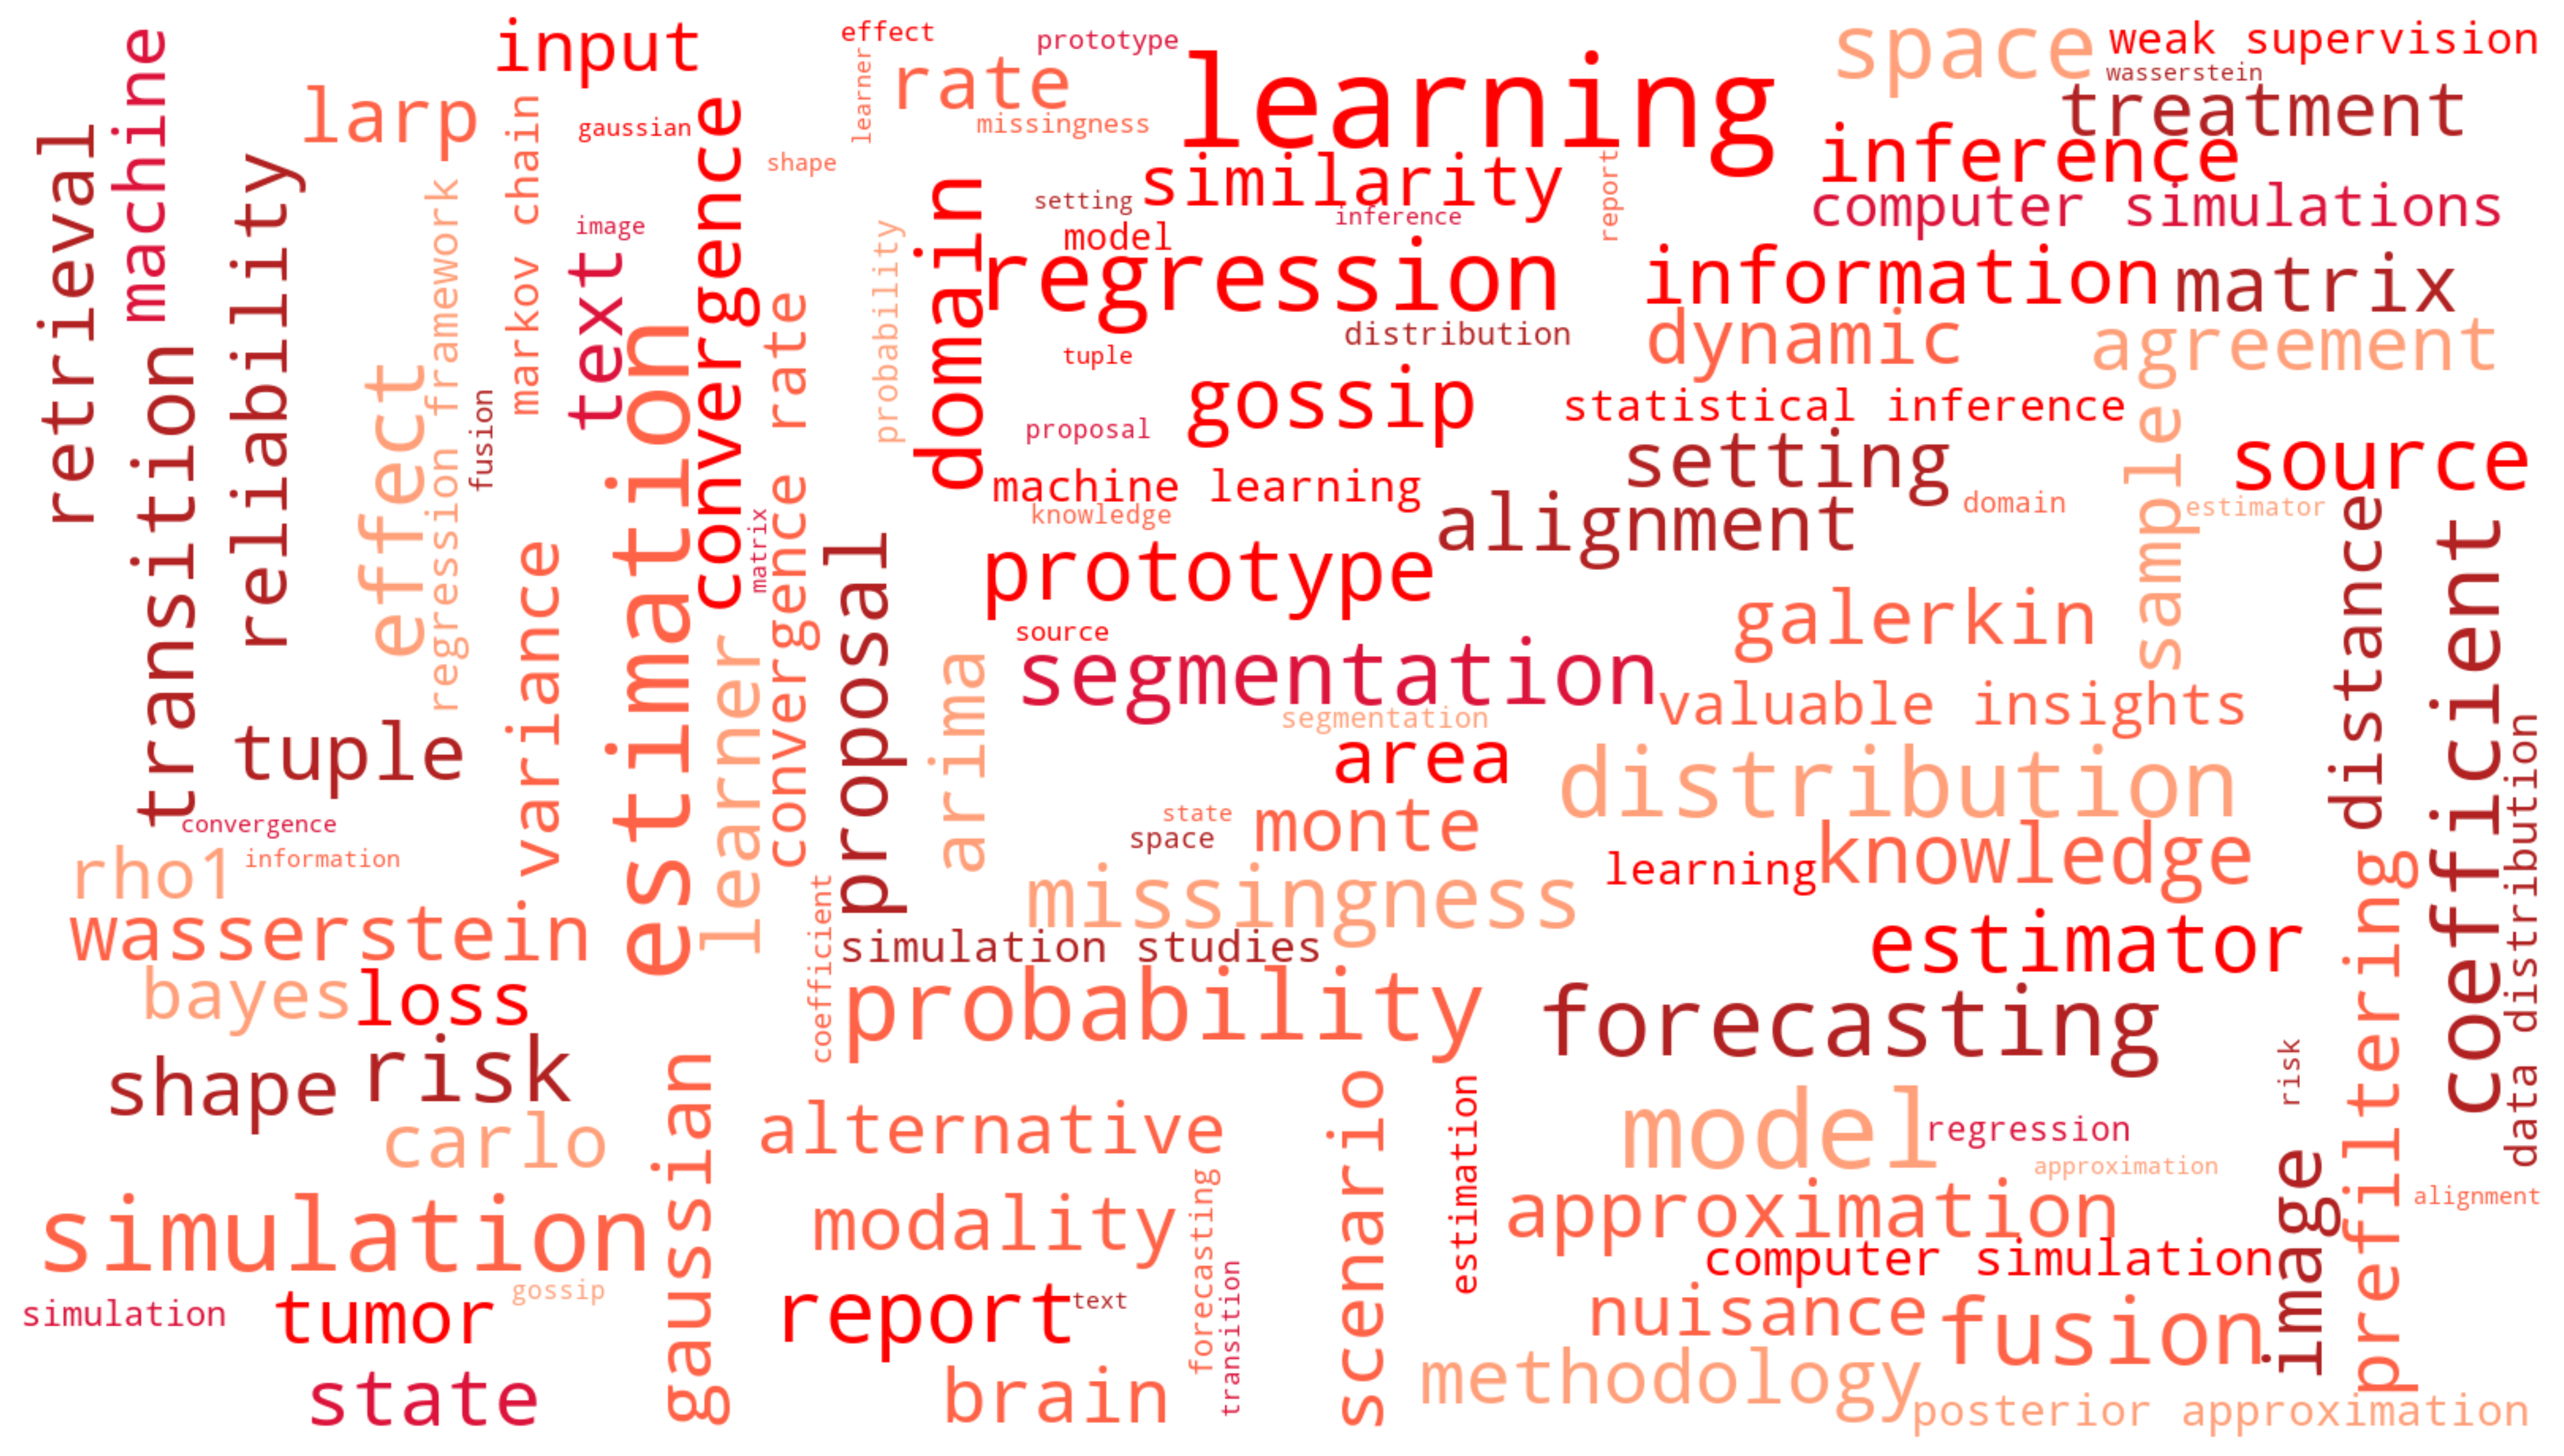 input
effect
prototype
learning
space
weak supervision
wasserstein
machine
larp
markov chain
gaussian
convergence
learner
rate
missingness
treatment
inference
retrieval
reliability
regression framework
image
shape
similarity
report
setting
inference
computer simulations
text
probability
domain
model
regression
information
matrix
transition
effect
fusion
estimation
convergence rate
distribution
dynamic
agreement
tuple
gossip
statistical inference
sample
proposal
setting
source
machine learning
knowledge
alignment
domain
estimator
distance
coefficient
matrix
variance
learner
proposal
prototype
galerkin
source
arima
segmentation
segmentation
valuable insights
tuple
area
distribution
data distribution
convergence
state
space
monte
knowledge
learning
rho1
information
coefficient
missingness
prefiltering
wasserstein
simulation studies
estimator
bayes
loss
probability
forecasting
shape
risk
risk
gaussian
scenario
estimation
carlo
alternative
model
regression
approximation
image
forecasting
simulation
modality
approximation
alignment
computer simulation
transition
gossip
simulation
tumor
report
text
nuisance
fusion
state
brain
methodology
posterior approximation